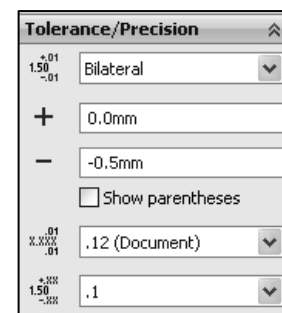 Tolerance/Precision
1.50 +.01 -.01 Bilateral
+ 0.0mm
- -0.5mm
Show parentheses
X.XXX .01 .01 .12 (Document)
1.50 +.XX -.XX .1